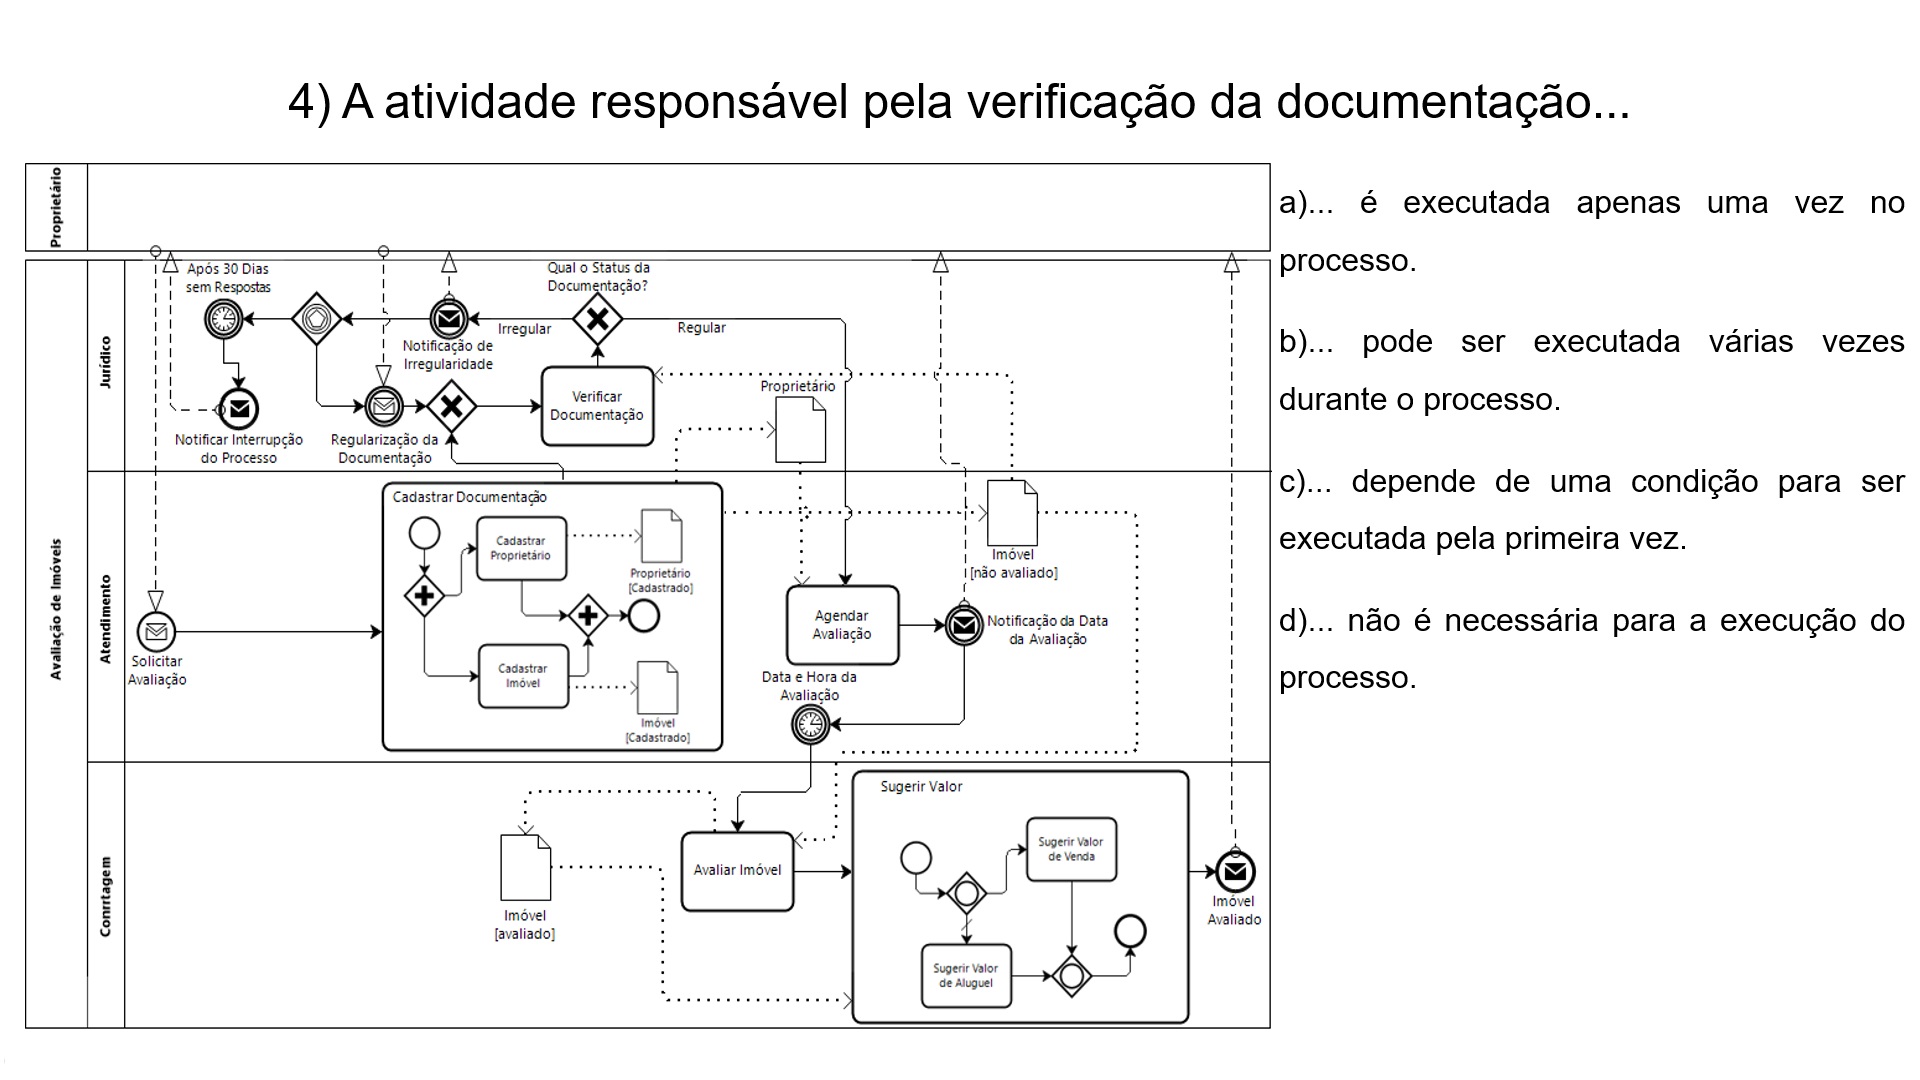 4) A atividade responsável pela verificação da documentação...
Proprietário
a)... é executada apenas uma vez no
processo.
b)... pode ser executada várias vezes
durante o processo.
c)... depende de uma condição para ser
executada pela primeira vez.
d)... não é necessária para a execução do
processo.
Avaliação de Imóveis
Jurídico
Após 30 Dias
sem Respostas
Qual o Status da
Documentação?
Irregular
Regular
Notificação de
Irregularidade
Verificar
Documentação
Proprietário
Notificar Interrupção
do Processo
Regularização da
Documentação
Atendimento
Cadastrar Documentação
Cadastrar
Proprietário
Proprietário
[Cadastrado]
Imóvel
[não avaliado]
Agendar
Avaliação
Notificação da Data
da Avaliação
Solicitar
Avaliação
Cadastrar
Imóvel
Imóvel
[Cadastrado]
Data e Hora da
Avaliação
Conrrtagem
Sugerir Valor
Sugerir Valor
de Venda
Avaliar Imóvel
Imóvel
[avaliado]
Imóvel
Avaliado
Sugerir Valor
de Aluguel